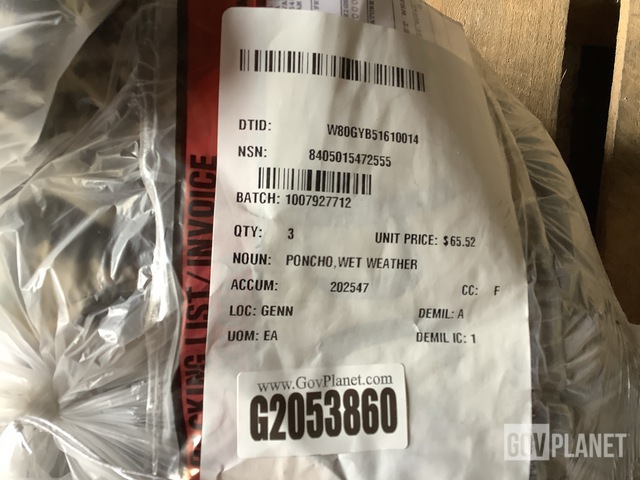 DTID: W80GYB51610014
NSN: 8405015472555
BATCH: 1007927712
QTY: 3 UNIT PRICE: $65.52
NOUN: PONCHO,WET WEATHER
ACCUM: 202547 CC: F
LOC: GENN DEMIL: A
UOM: EA DEMIL IC: 1
www.GovPlanet.com
G2053860
PACKING LIST/INVOICE
GOVPLANET